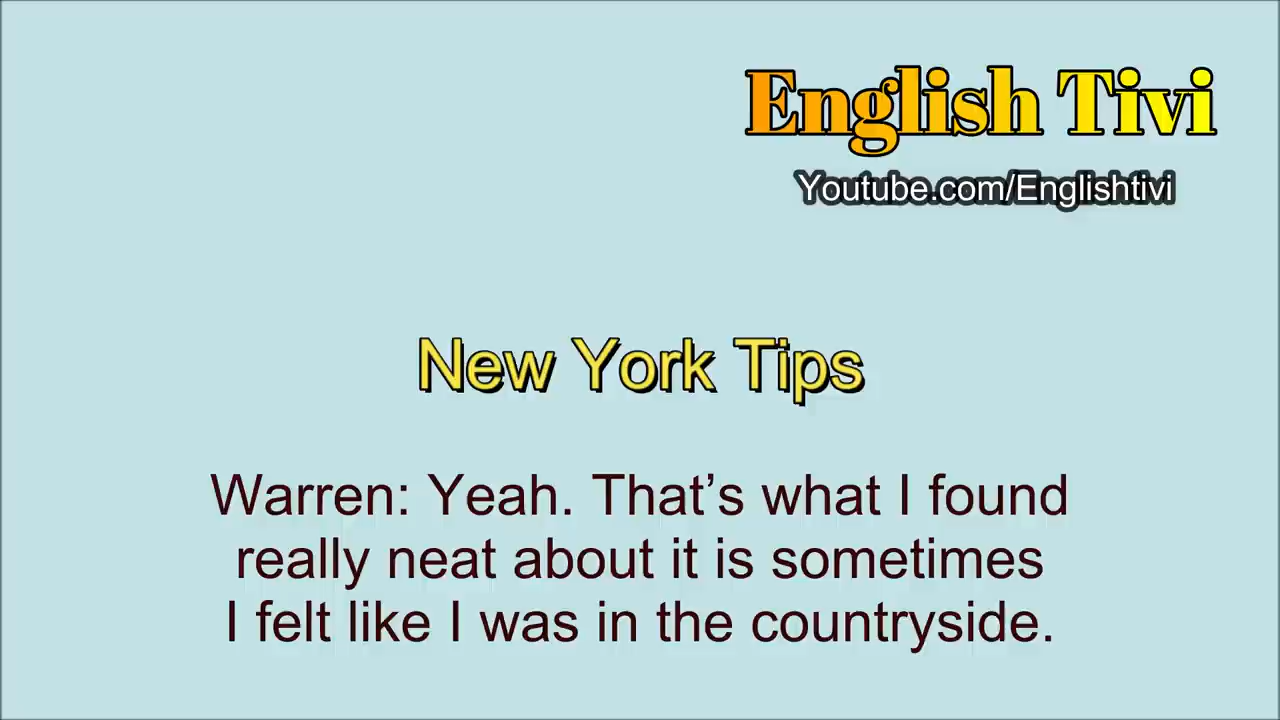 English Tivi
Youtube.com/Englishtivi
New York Tips
Warren: Yeah. That’s what I found
really neat about it is sometimes
I felt like I was in the countryside.